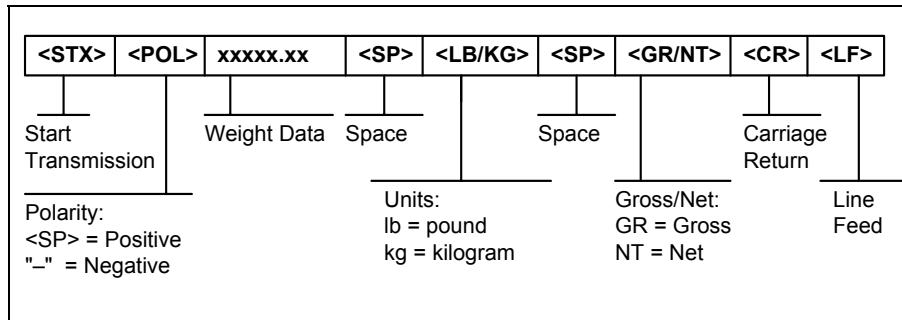 <STX> <POL> xxxxx.xx <SP> <LB/KG> <SP> <GR/NT> <CR> <LF>
Start
Transmission
Weight Data
Space
Space
Carriage
Return
Polarity:
<SP> = Positive
"–" = Negative
Units:
lb = pound
kg = kilogram
Gross/Net:
GR = Gross
NT = Net
Line
Feed